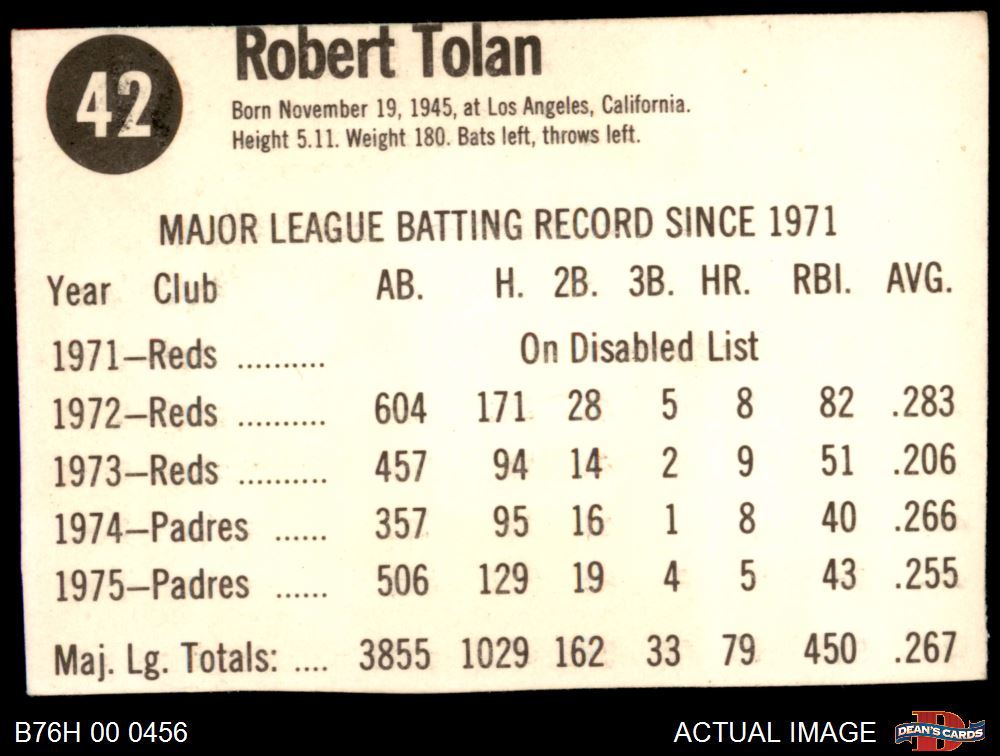 42
Robert Tolan
Born November 19, 1945, at Los Angeles, California.
Height 5.11. Weight 180. Bats left, throws left.
MAJOR LEAGUE BATTING RECORD SINCE 1971
Year Club AB. H. 2B. 3B. HR. RBI. AVG.
1971—Reds .......... On Disabled List
1972—Reds .......... 604 171 28 5 8 82 .283
1973—Reds .......... 457 94 14 2 9 51 .206
1974—Padres ...... 357 95 16 1 8 40 .266
1975—Padres ...... 506 129 19 4 5 43 .255
Maj. Lg. Totals: .... 3855 1029 162 33 79 450 .267
B76H 00 0456 ACTUAL IMAGE DEAN'S CARDS